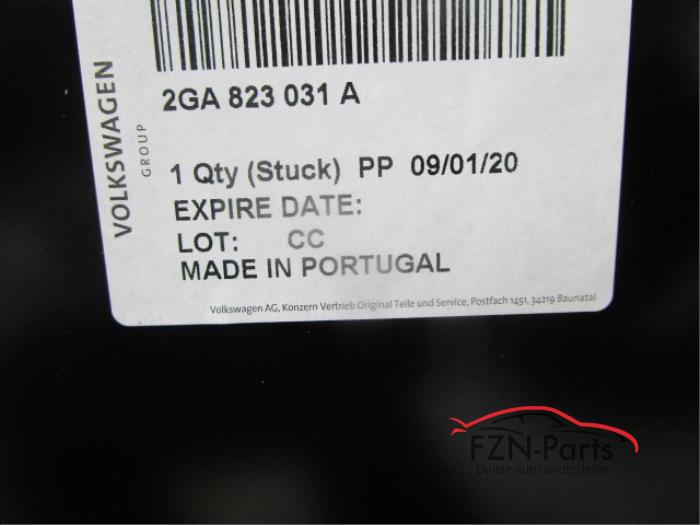 VOLKSWAGEN
GROUP
2GA 823 031 A
1 Qty (Stuck) PP 09/01/20
EXPIRE DATE:
LOT: CC
MADE IN PORTUGAL
Volkswagen AG, Konzern Vertrieb Original Teile und Service, Postfach 1451, 34219 Baunatal
FZN-Parts
Duitse auto onderdelen